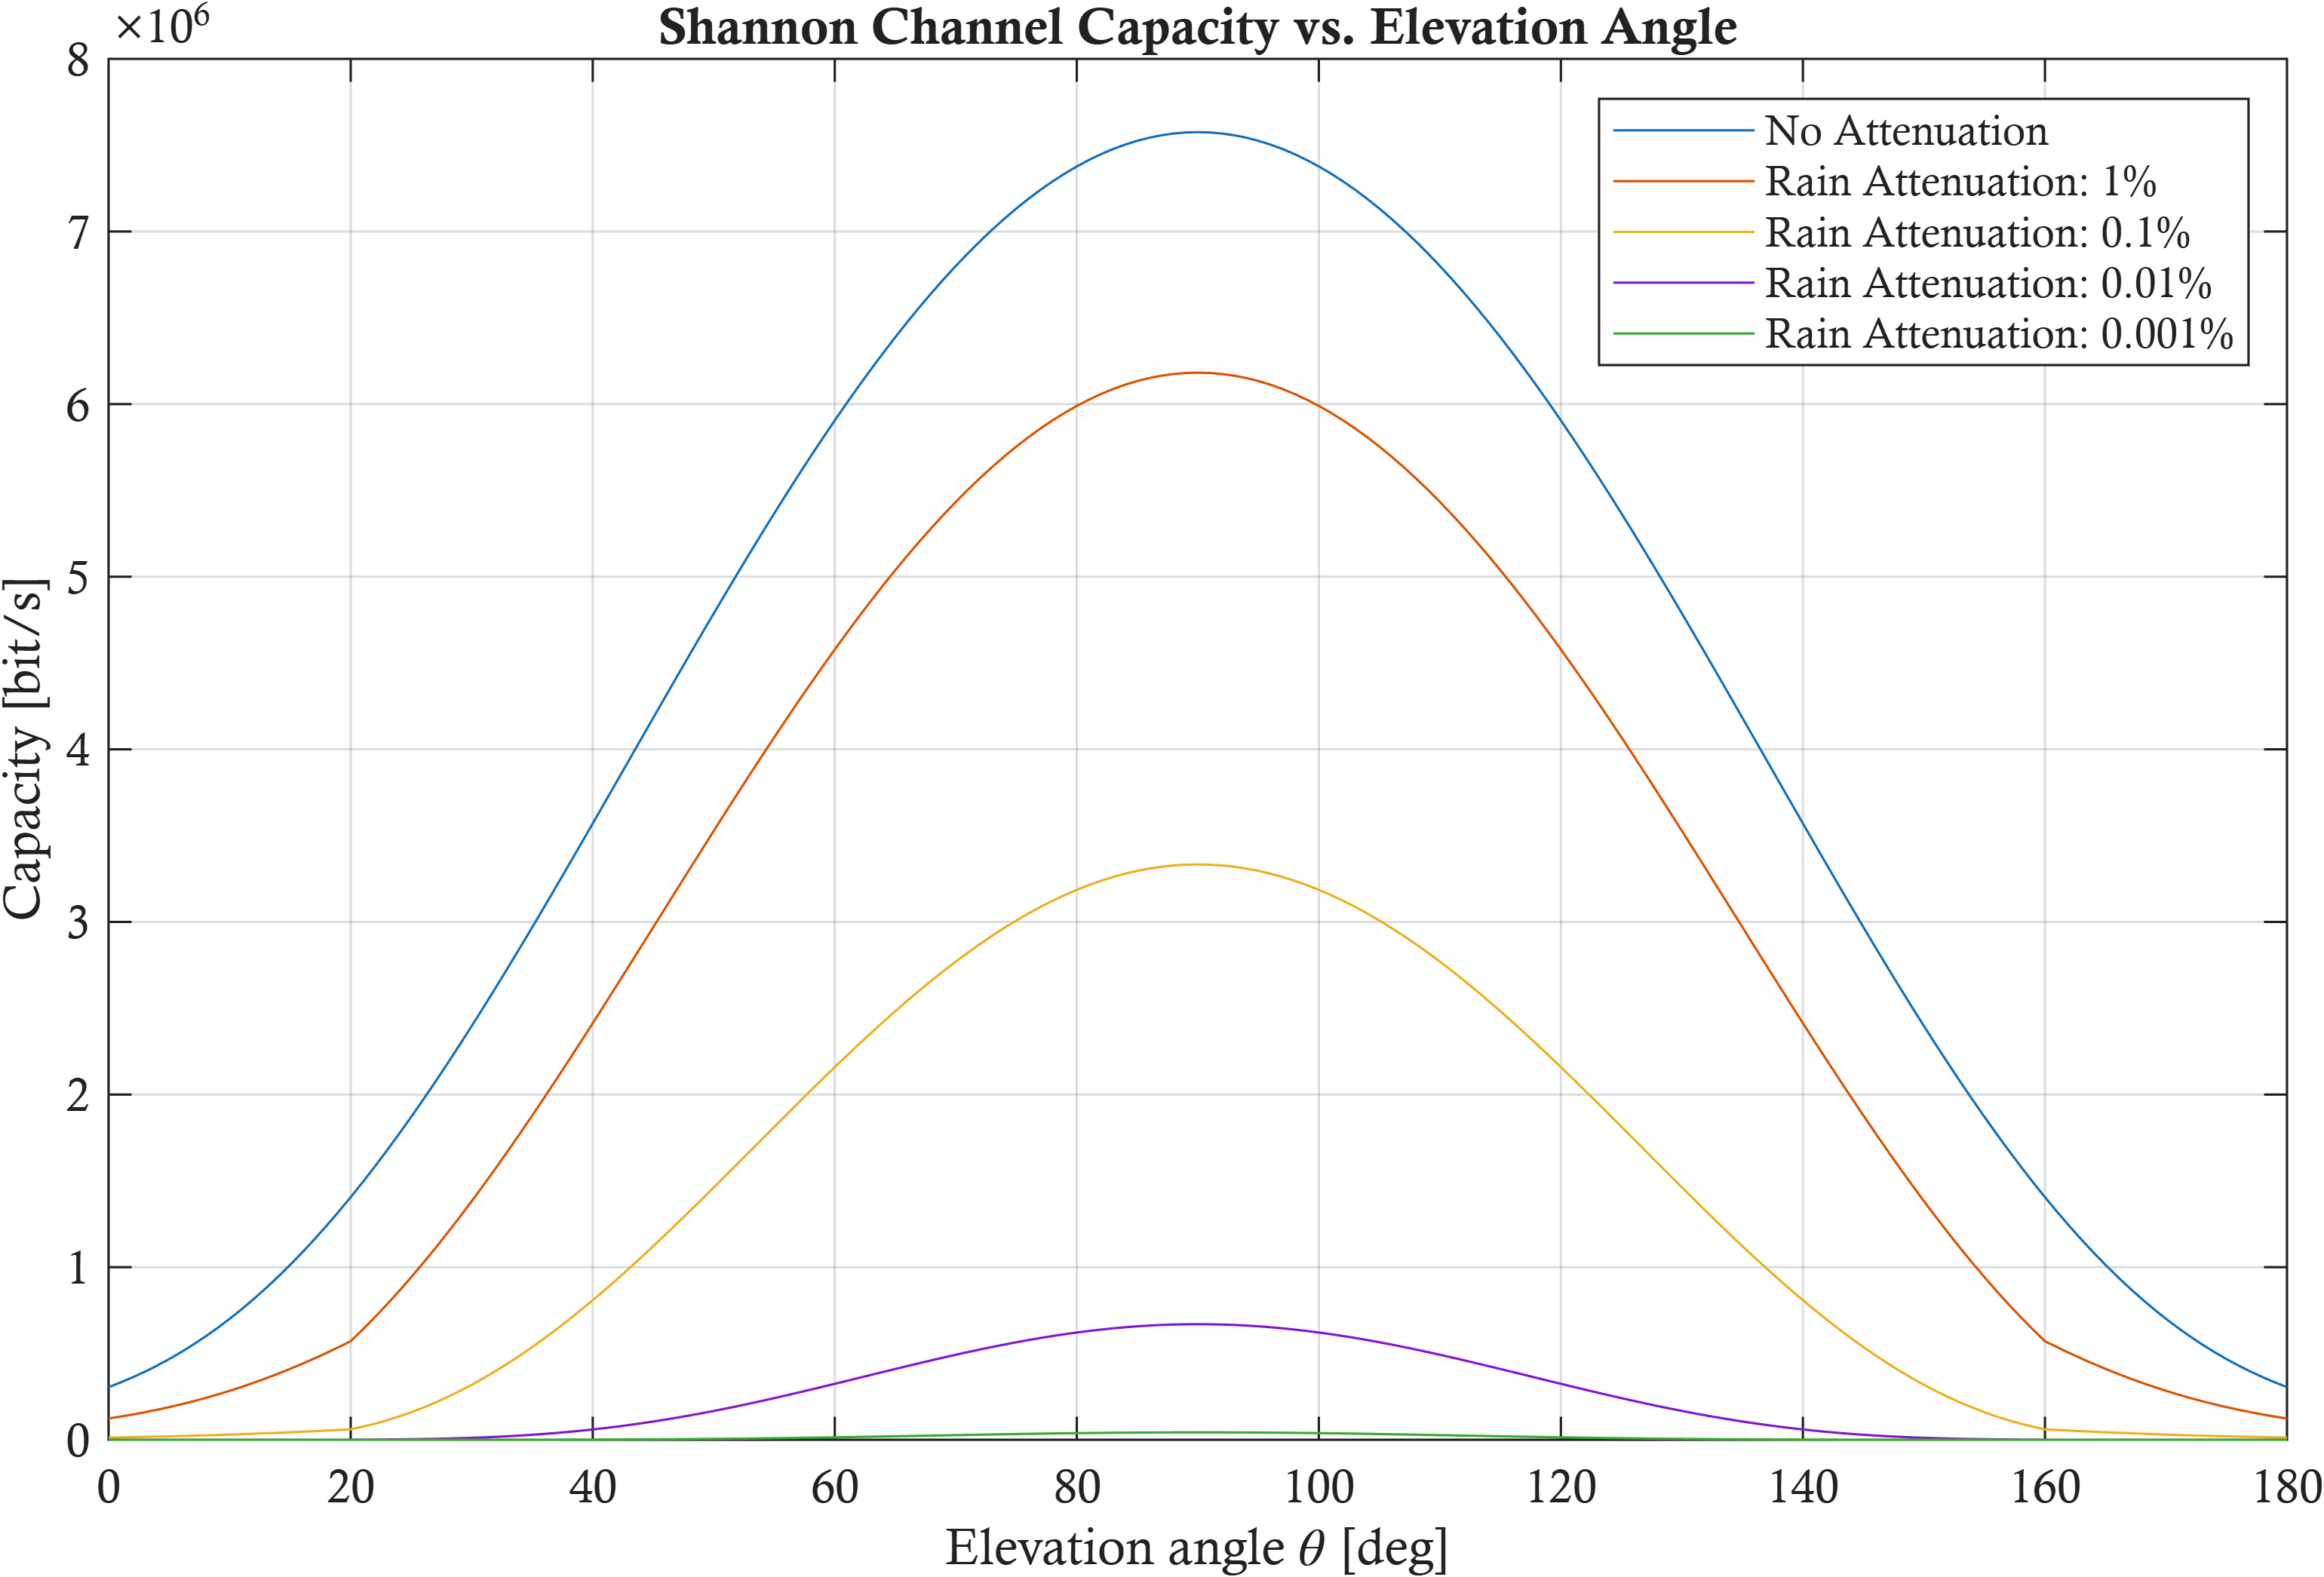 ×10⁶
Shannon Channel Capacity vs. Elevation Angle
8
7
6
5
4
3
2
1
0
Capacity [bit/s]
No Attenuation
Rain Attenuation: 1%
Rain Attenuation: 0.1%
Rain Attenuation: 0.01%
Rain Attenuation: 0.001%
0 20 40 60 80 100 120 140 160 180
Elevation angle θ [deg]